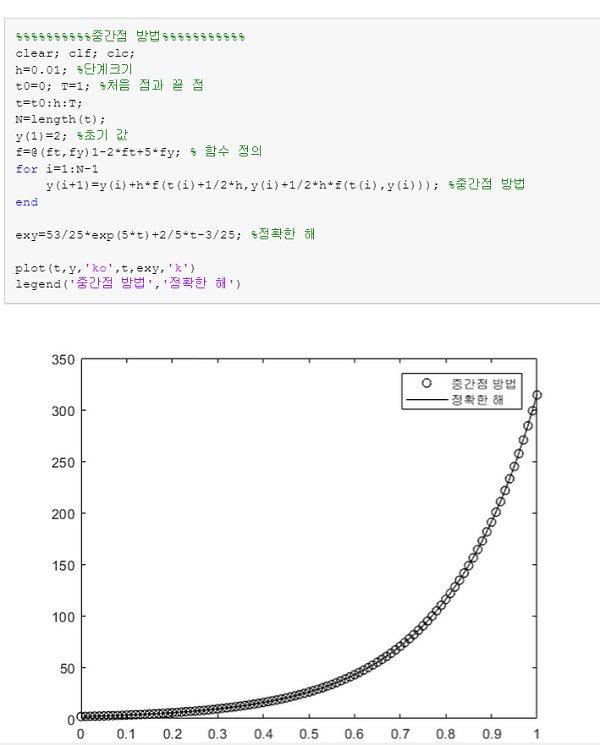 %%%%%%%%%%중간점 방법%%%%%%%%%%%
clear; clf; clc;
h=0.01; %단계크기
t0=0; T=1; %처음 점과 끝 점
t=t0:h:T;
N=length(t);
y(1)=2; %초기 값
f=@(ft,fy)1-2*ft+5*fy; % 함수 정의
for i=1:N-1
    y(i+1)=y(i)+h*f(t(i)+1/2*h,y(i)+1/2*h*f(t(i),y(i))); %중간점 방법
end
exy=53/25*exp(5*t)+2/5*t-3/25; %정확한 해
plot(t,y,'ko',t,exy,'k')
legend('중간점 방법','정확한 해')
350
중간점 방법
정확한 해
300
250
200
150
100
50
0
0 0.1 0.2 0.3 0.4 0.5 0.6 0.7 0.8 0.9 1